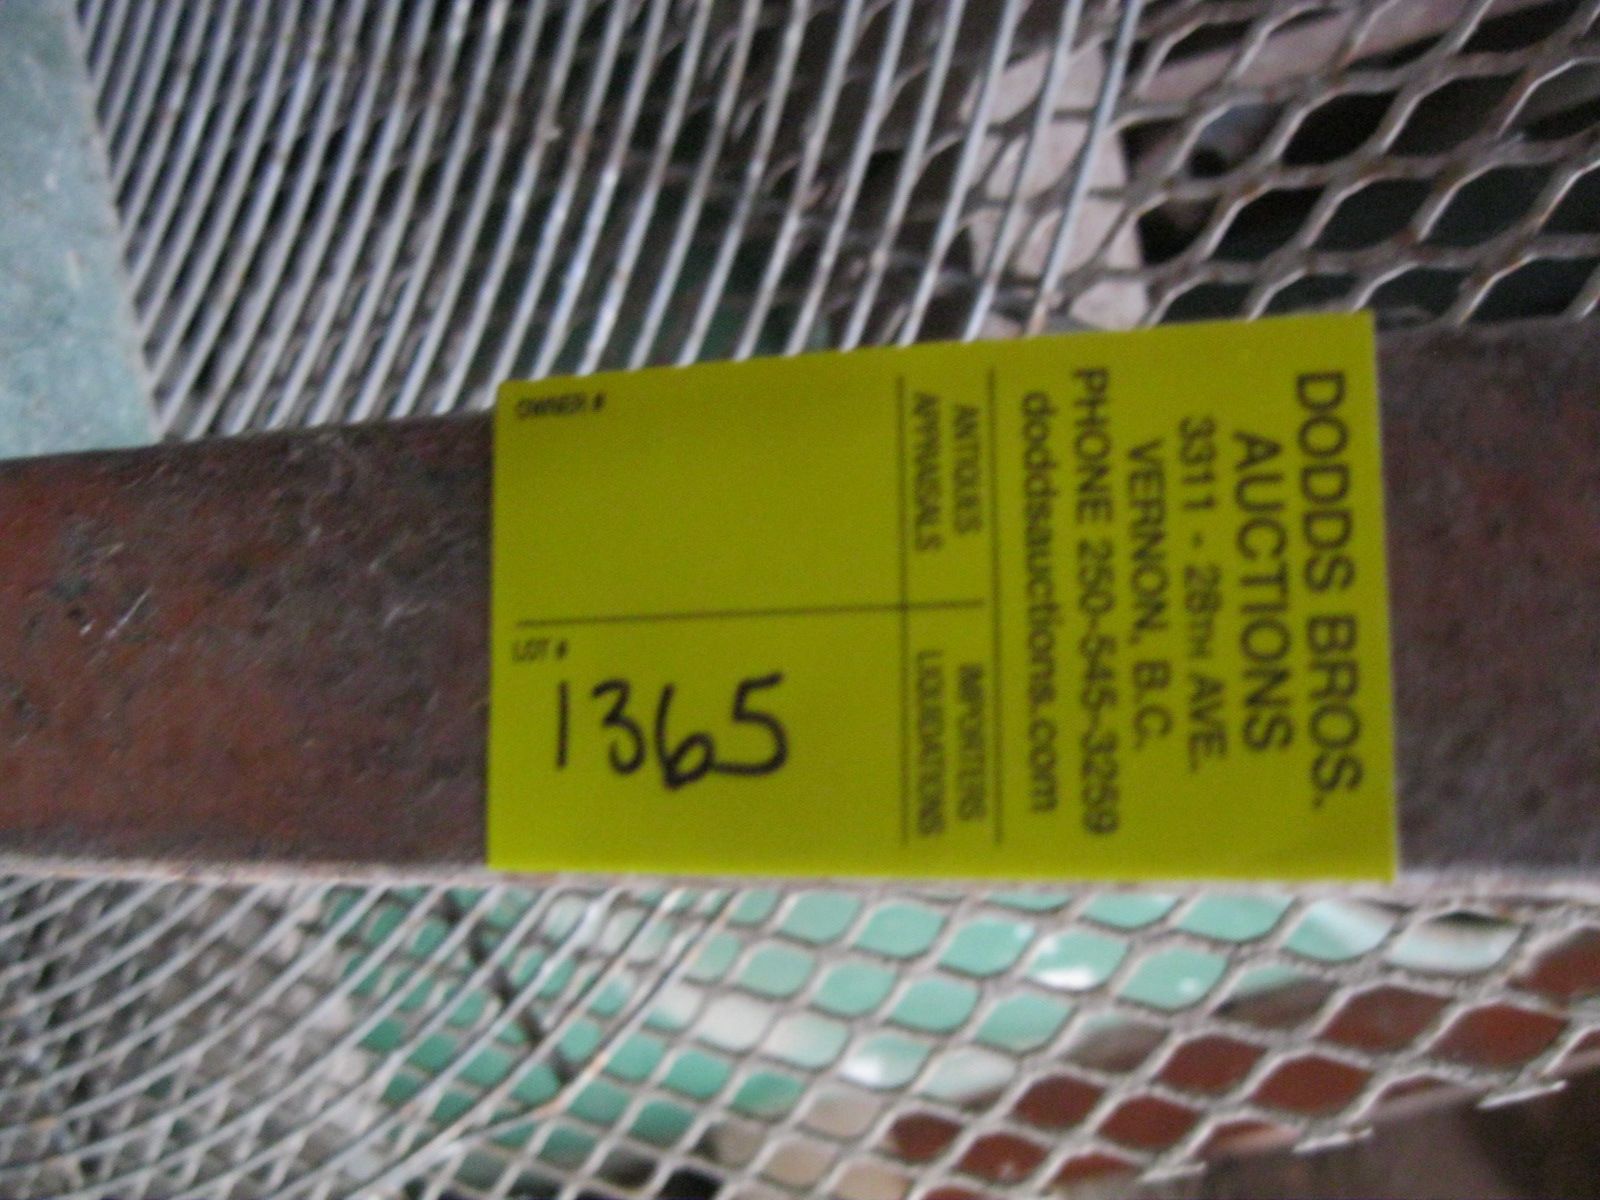 DODDS BROS.
AUCTIONS
3311 - 28TH AVE.
VERNON, B.C.
PHONE 250-545-3259
doddsauctions.com
ANTIQUES IMPORTERS
APPRAISALS LIQUIDATIONS
OWNER #
LOT #
1365